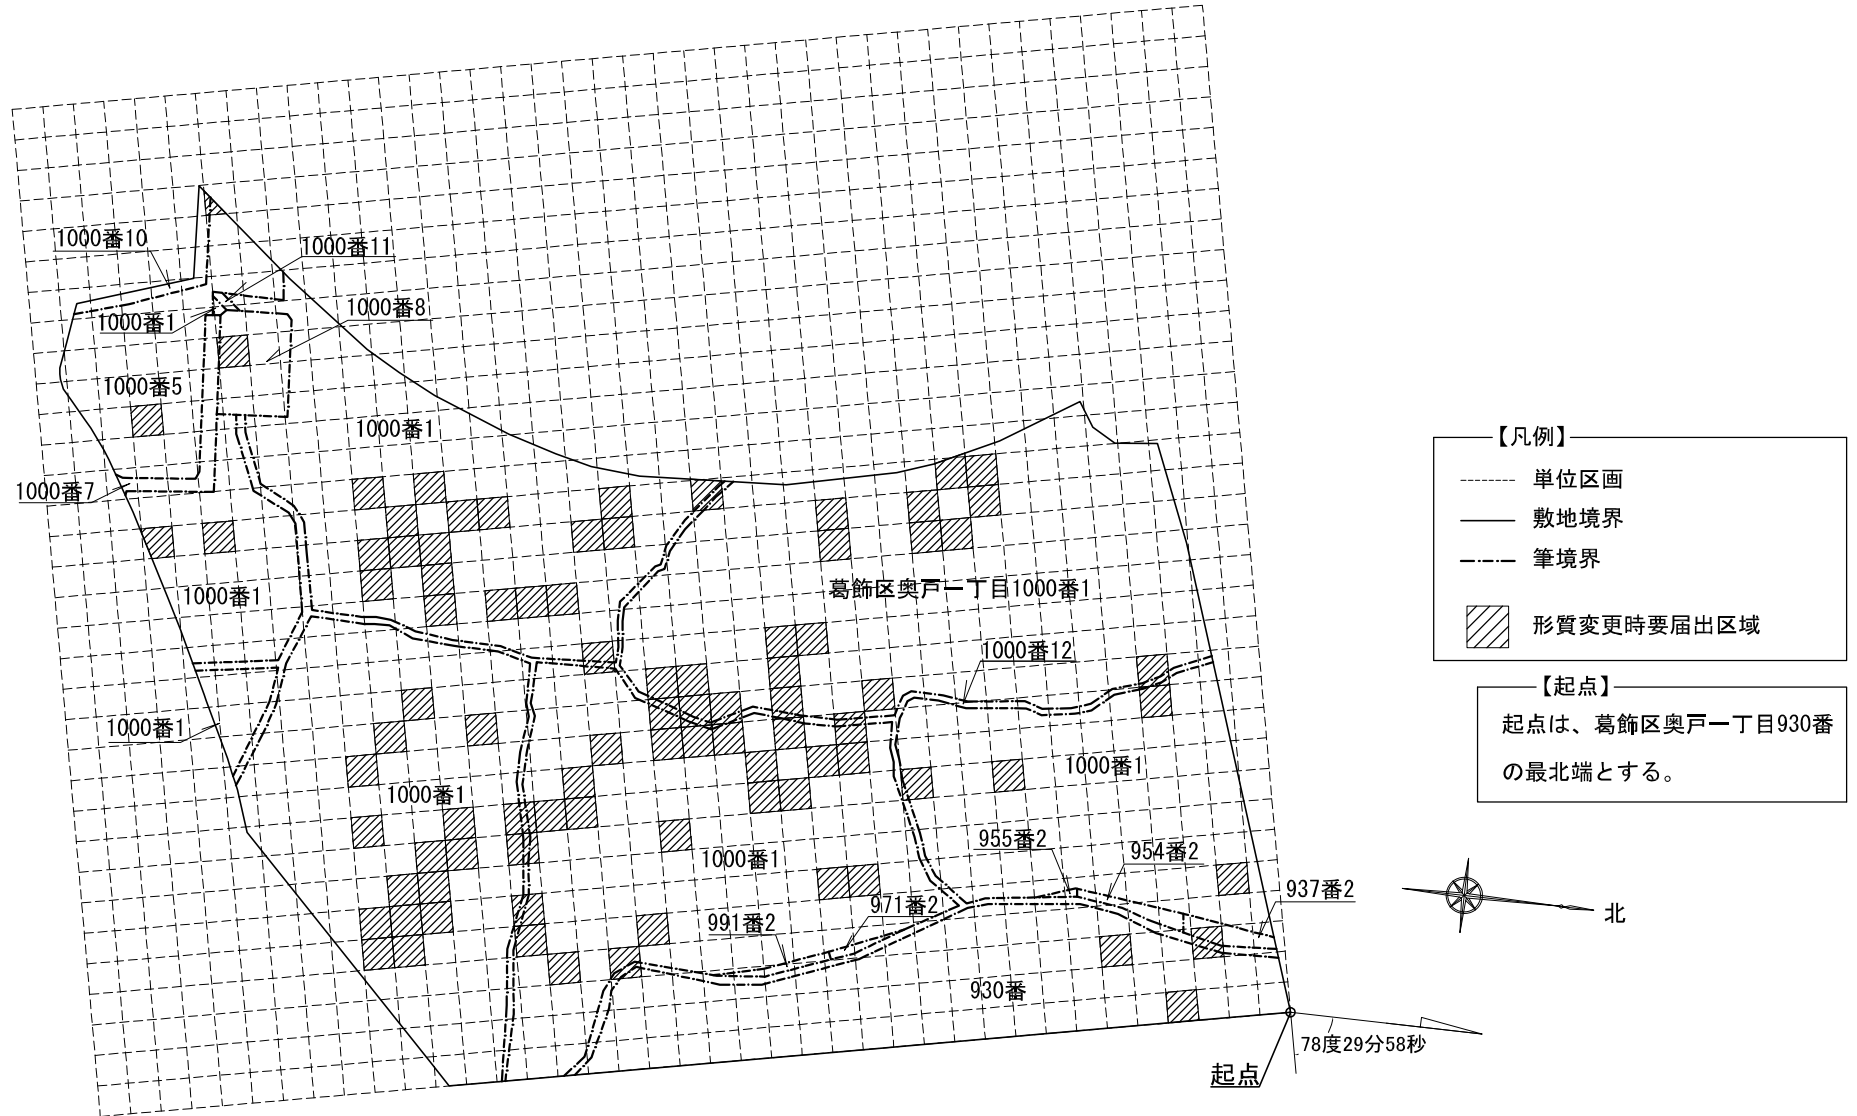 1000番10
1000番11
1000番1
1000番8
1000番5
1000番1
1000番7
1000番1
葛飾区奥戸一丁目1000番1
1000番12
1000番1
1000番1
1000番1
1000番1
955番2
954番2
937番2
971番2
991番2
930番
78度29分58秒
起点
【凡例】
単位区画
敷地境界
筆境界
形質変更時要届出区域
【起点】
起点は、葛飾区奥戸一丁目930番
の最北端とする。
北